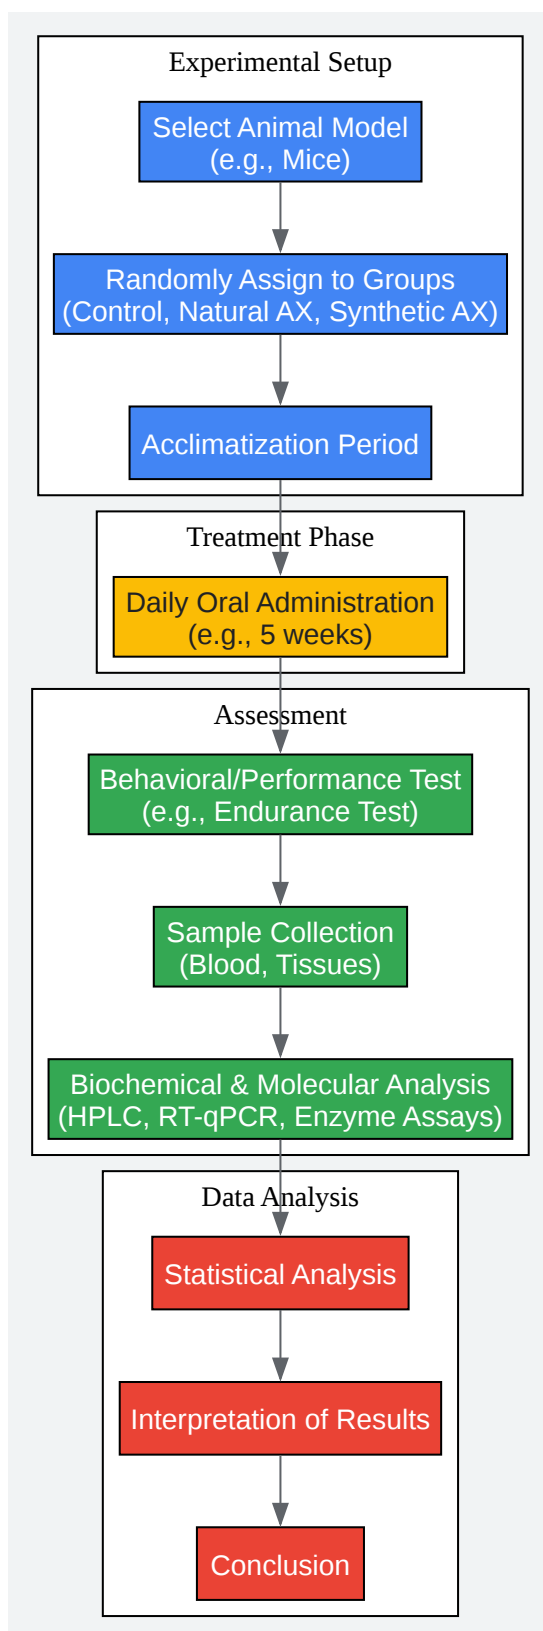 Experimental Setup
Select Animal Model
(e.g., Mice)
Randomly Assign to Groups
(Control, Natural AX, Synthetic AX)
Acclimatization Period
Treatment Phase
Daily Oral Administration
(e.g., 5 weeks)
Assessment
Behavioral/Performance Test
(e.g., Endurance Test)
Sample Collection
(Blood, Tissues)
Biochemical & Molecular Analysis
(HPLC, RT-qPCR, Enzyme Assays)
Data Analysis
Statistical Analysis
Interpretation of Results
Conclusion